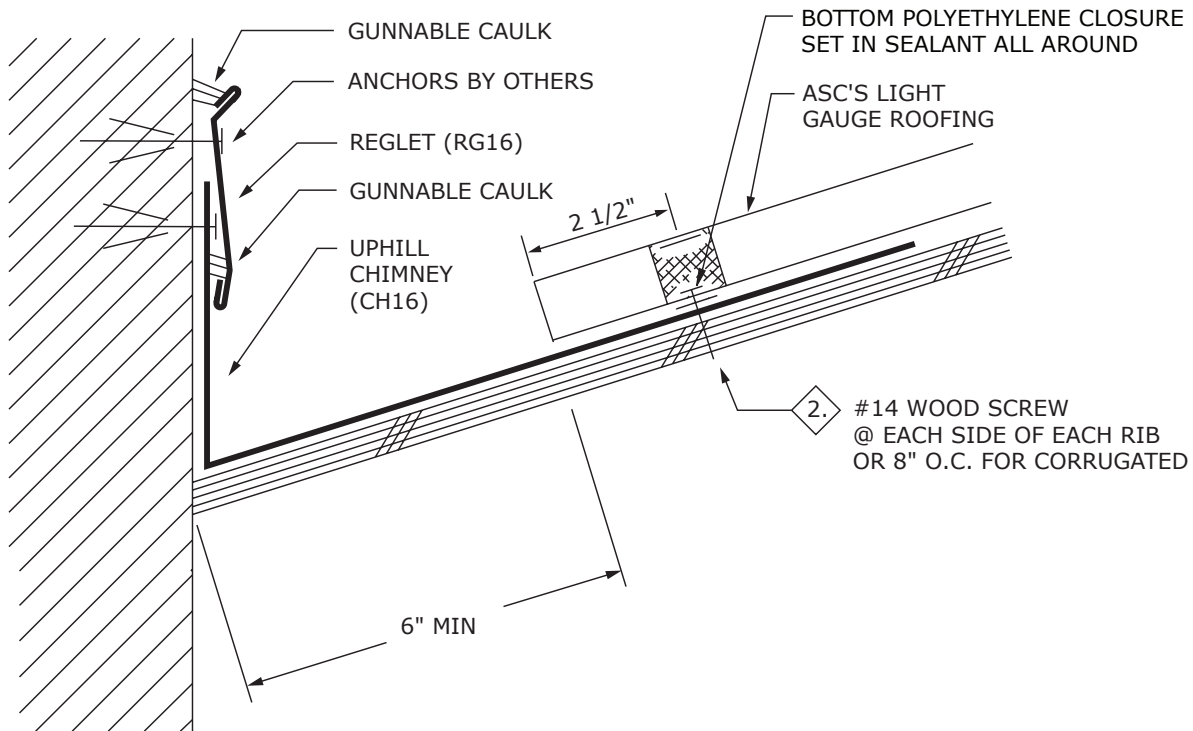 GUNNABLE CAULK
ANCHORS BY OTHERS
REGLET (RG16)
GUNNABLE CAULK
UPHILL
CHIMNEY
(CH16)
BOTTOM POLYETHYLENE CLOSURE
SET IN SEALANT ALL AROUND
ASC'S LIGHT
GAUGE ROOFING
2 1/2"
2.
#14 WOOD SCREW
@ EACH SIDE OF EACH RIB
OR 8" O.C. FOR CORRUGATED
6" MIN